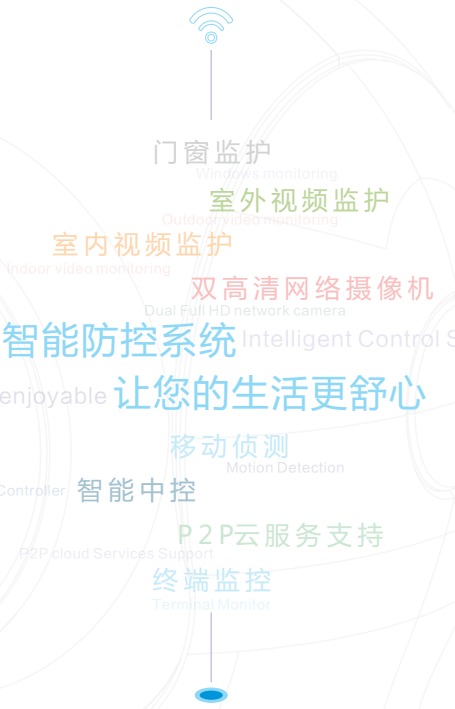 门窗监护
Windows monitoring
室外视频监护
Outdoor video monitoring
室内视频监护
Indoor video monitoring
双高清网络摄像机
Dual Full HD network camera
智能防控系统 Intelligent Control S
enjoyable 让您的生活更舒心
移动侦测
Motion Detection
Controller 智能中控
P2P云服务支持
P2P cloud Services Support
终端监控
Terminal Monitor